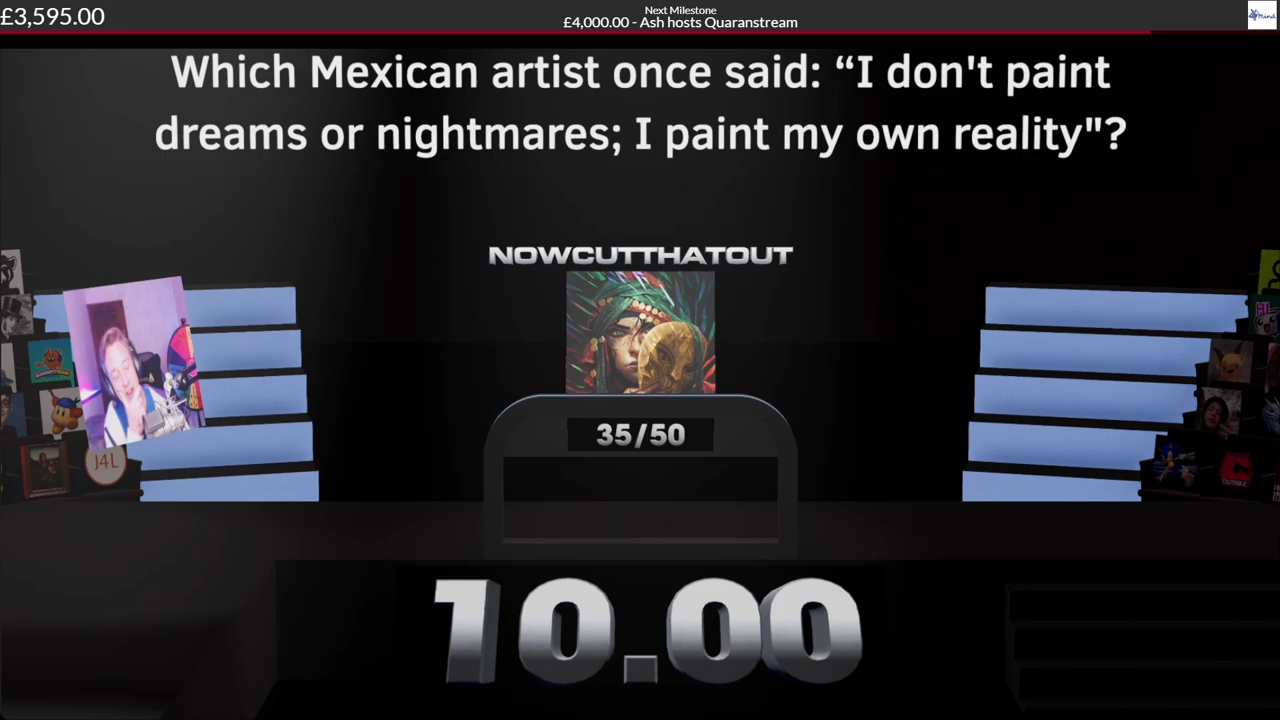 £3,595.00
Next Milestone
£4,000.00 - Ash hosts Quaranstream
Which Mexican artist once said: “I don't paint
dreams or nightmares; I paint my own reality"?
NOWCUTTHATOUT
HI
J4L
35/50
10.00